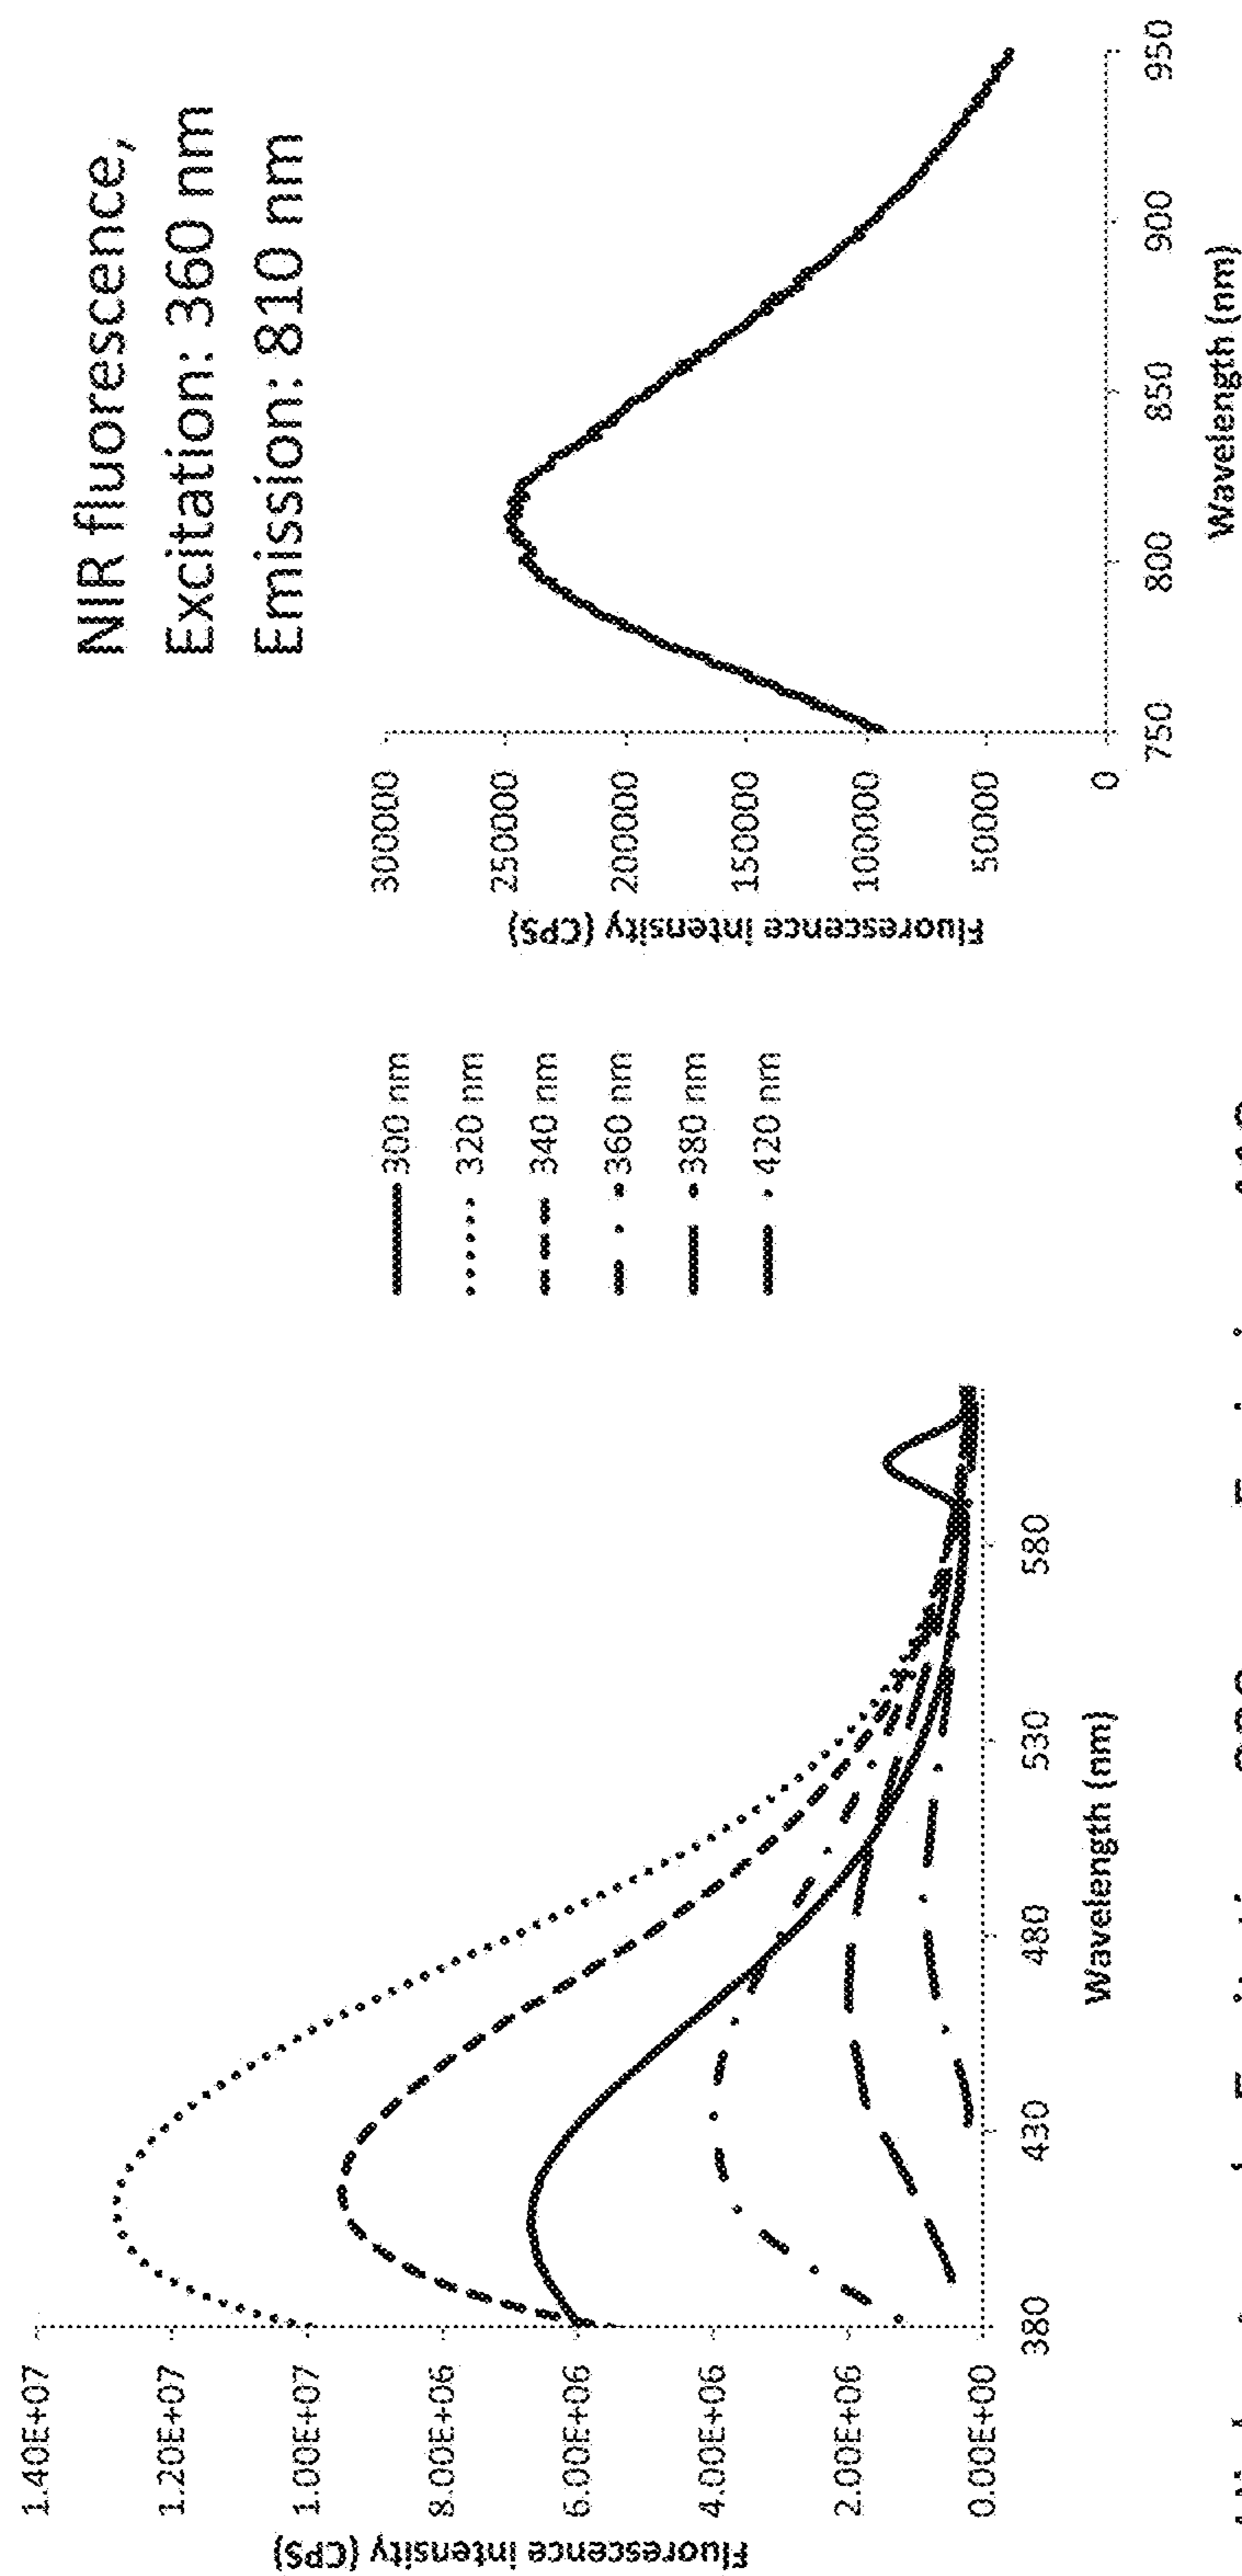 1.40E+07
1.20E+07
1.00E+07
8.00E+06
6.00E+06
4.00E+06
2.00E+06
0.00E+00
Fluorescence intensity (CPS)
380
430
480
530
580
Wavelength (nm)
300 nm
320 nm
340 nm
360 nm
380 nm
420 nm
NIR fluorescence,
Excitation: 360 nm
Emission: 810 nm
300000
250000
200000
150000
100000
50000
0
Fluorescence intensity (CPS)
750
800
850
900
950
Wavelength (nm)